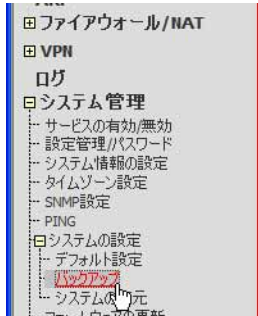 ファイアウォール/NAT
VPN
ログ
システム管理
サービスの有効/無効
設定管理/パスワード
システム情報の設定
タイムゾーン設定
SNMP設定
PING
システムの設定
デフォルト設定
バックアップ
システムの 元